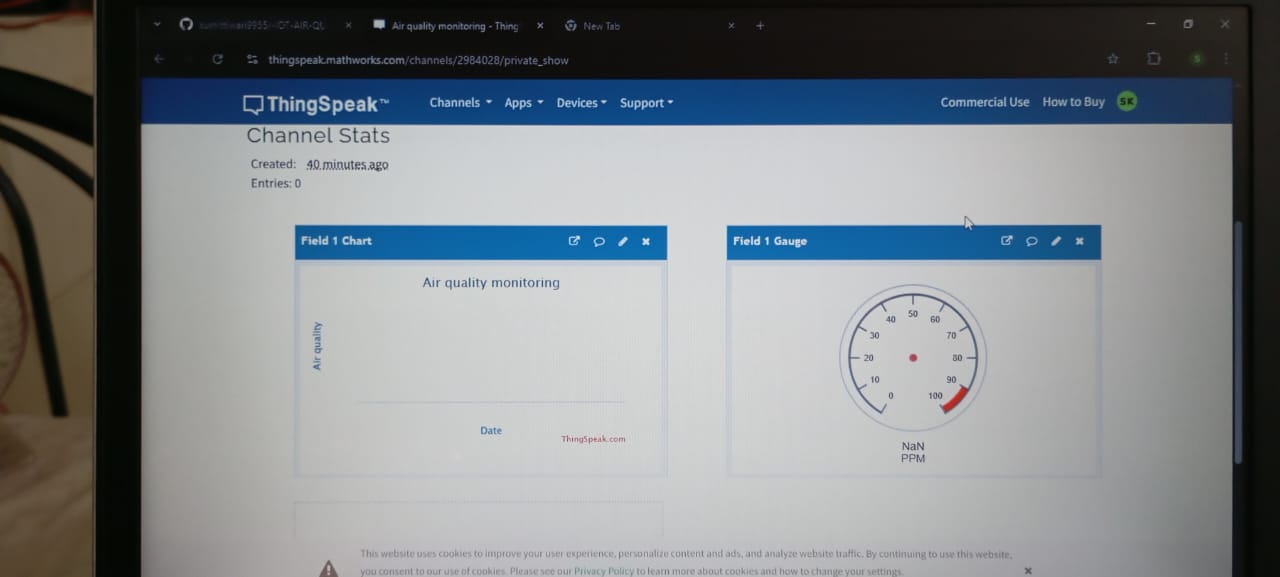 Air quality monitoring - Thing
New Tab
thingspeak.mathworks.com/channels/2984028/private_show
S
ThingSpeak™
Channels Apps Devices Support
Commercial Use How to Buy SK
Channel Stats
Created: 40 minutes ago
Entries: 0
Field 1 Chart
Air quality monitoring
Air quality
Date
ThingSpeak.com
Field 1 Gauge
50
40 60
30 70
20 80
10 90
0 100
NaN
PPM
This website uses cookies to improve your user experience, personalize content and ads, and analyze website traffic. By continuing to use this website,
you consent to our use of cookies. Please see our Privacy Policy to learn more about cookies and how to change your settings.